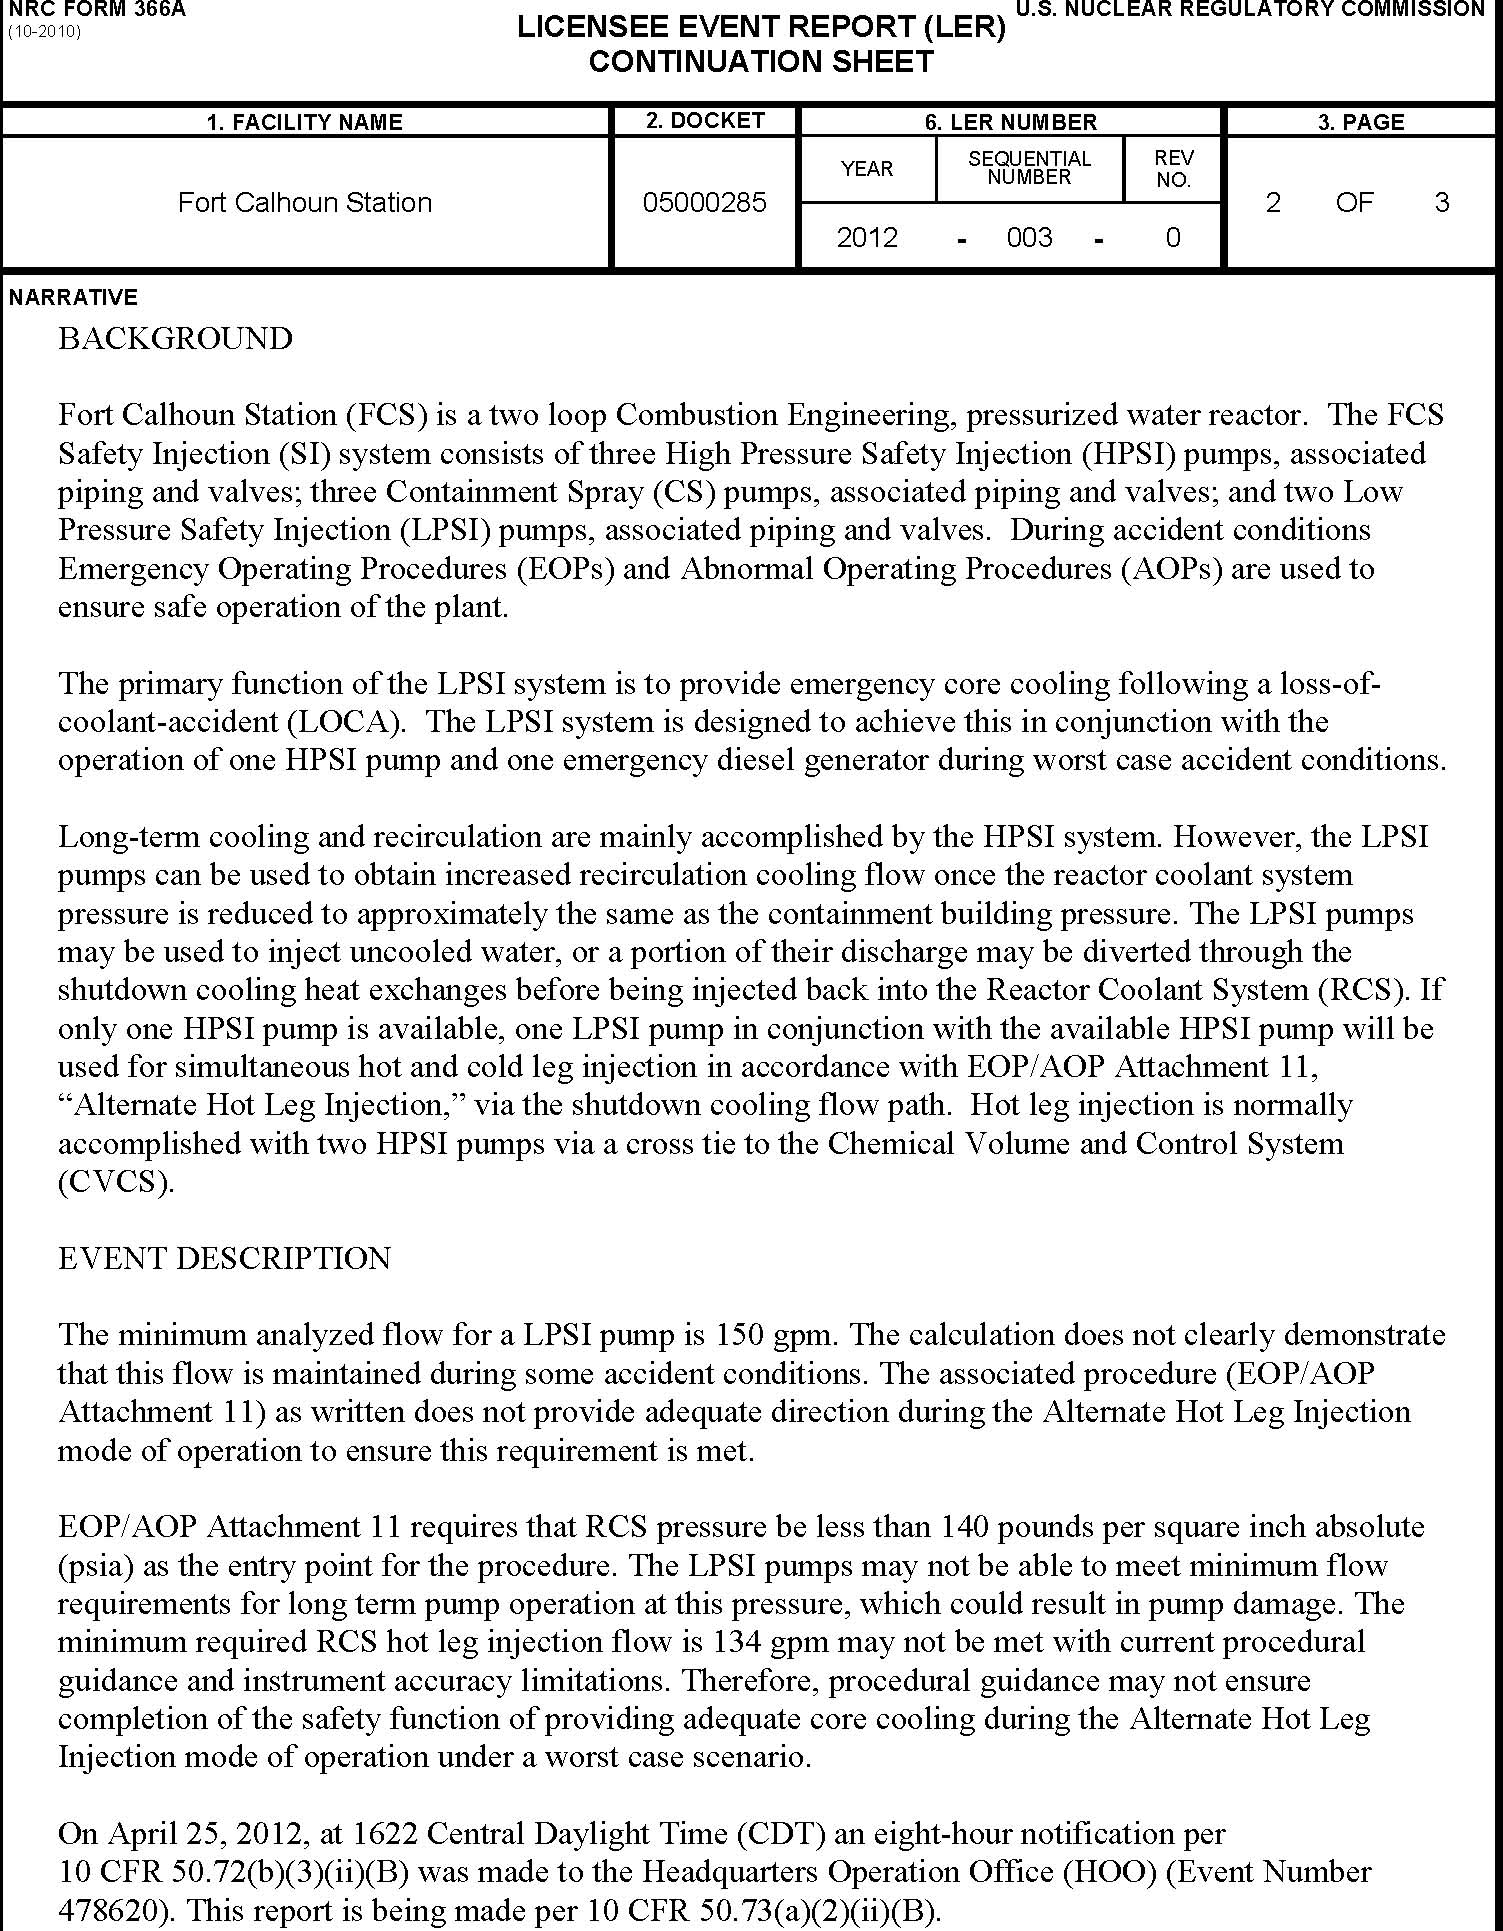 NRC FORM 366A
(10-2010)
U.S. NUCLEAR REGULATORY COMMISSION
LICENSEE EVENT REPORT (LER)
CONTINUATION SHEET
1. FACILITY NAME
2. DOCKET
6. LER NUMBER
3. PAGE
Fort Calhoun Station
05000285
YEAR
SEQUENTIAL
NUMBER
REV
NO.
2 OF 3
2012 - 003 - 0
NARRATIVE
BACKGROUND
Fort Calhoun Station (FCS) is a two loop Combustion Engineering, pressurized water reactor. The FCS
Safety Injection (SI) system consists of three High Pressure Safety Injection (HPSI) pumps, associated
piping and valves; three Containment Spray (CS) pumps, associated piping and valves; and two Low
Pressure Safety Injection (LPSI) pumps, associated piping and valves. During accident conditions
Emergency Operating Procedures (EOPs) and Abnormal Operating Procedures (AOPs) are used to
ensure safe operation of the plant.
The primary function of the LPSI system is to provide emergency core cooling following a loss-of-
coolant-accident (LOCA). The LPSI system is designed to achieve this in conjunction with the
operation of one HPSI pump and one emergency diesel generator during worst case accident conditions.
Long-term cooling and recirculation are mainly accomplished by the HPSI system. However, the LPSI
pumps can be used to obtain increased recirculation cooling flow once the reactor coolant system
pressure is reduced to approximately the same as the containment building pressure. The LPSI pumps
may be used to inject uncooled water, or a portion of their discharge may be diverted through the
shutdown cooling heat exchanges before being injected back into the Reactor Coolant System (RCS). If
only one HPSI pump is available, one LPSI pump in conjunction with the available HPSI pump will be
used for simultaneous hot and cold leg injection in accordance with EOP/AOP Attachment 11,
“Alternate Hot Leg Injection,” via the shutdown cooling flow path. Hot leg injection is normally
accomplished with two HPSI pumps via a cross tie to the Chemical Volume and Control System
(CVCS).
EVENT DESCRIPTION
The minimum analyzed flow for a LPSI pump is 150 gpm. The calculation does not clearly demonstrate
that this flow is maintained during some accident conditions. The associated procedure (EOP/AOP
Attachment 11) as written does not provide adequate direction during the Alternate Hot Leg Injection
mode of operation to ensure this requirement is met.
EOP/AOP Attachment 11 requires that RCS pressure be less than 140 pounds per square inch absolute
(psia) as the entry point for the procedure. The LPSI pumps may not be able to meet minimum flow
requirements for long term pump operation at this pressure, which could result in pump damage. The
minimum required RCS hot leg injection flow is 134 gpm may not be met with current procedural
guidance and instrument accuracy limitations. Therefore, procedural guidance may not ensure
completion of the safety function of providing adequate core cooling during the Alternate Hot Leg
Injection mode of operation under a worst case scenario.
On April 25, 2012, at 1622 Central Daylight Time (CDT) an eight-hour notification per
10 CFR 50.72(b)(3)(ii)(B) was made to the Headquarters Operation Office (HOO) (Event Number
478620). This report is being made per 10 CFR 50.73(a)(2)(ii)(B).